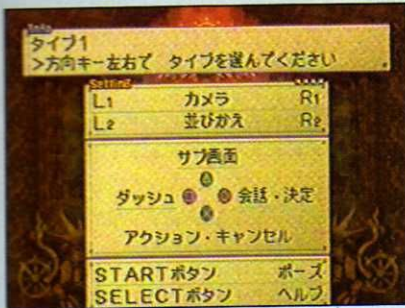 Info
タイプ1
>方向キー左右で タイプを選んでください
Setting
L1 カメラ R1
L2 並びかえ R2
サブ画面
ダッシュ 会話・決定
アクション・キャンセル
STARTボタン ポーズ
SELECTボタン ヘルプ